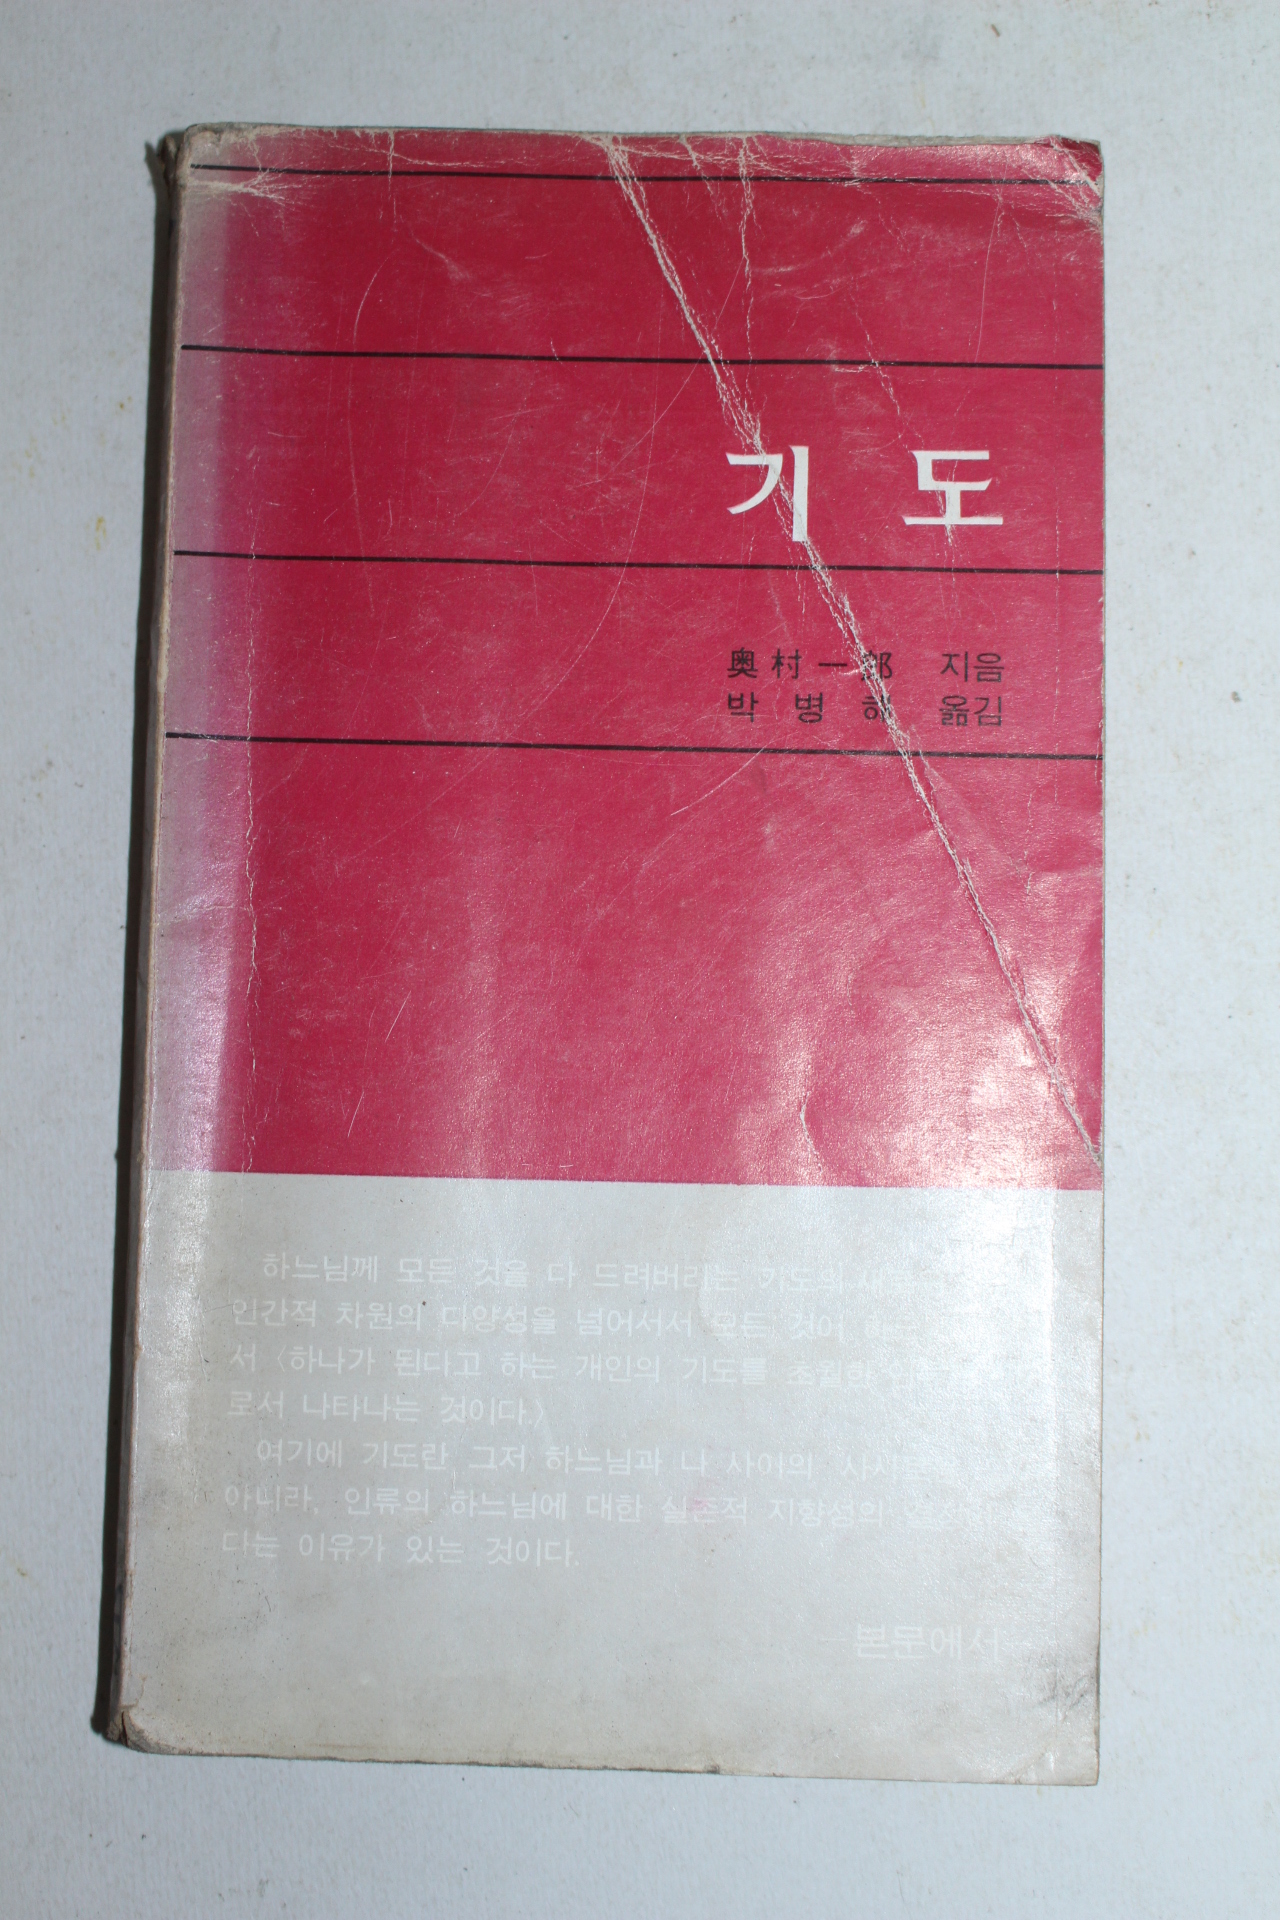 기 도
奥村一郎 지음
박 병 해 옮김
하느님께 모든 것을 다 드려버리는 기도의
인간적 차원의 다양성을 넘어서서 모든 것이
서 〈하나가 된다고 하는 개인의 기도를 초월한
로서 나타나는 것이다.〉
여기에 기도란 그저 하느님과 나 사이의
아니라, 인류의 하느님에 대한 실존적 지향성의
다는 이유가 있는 것이다.
본문에서